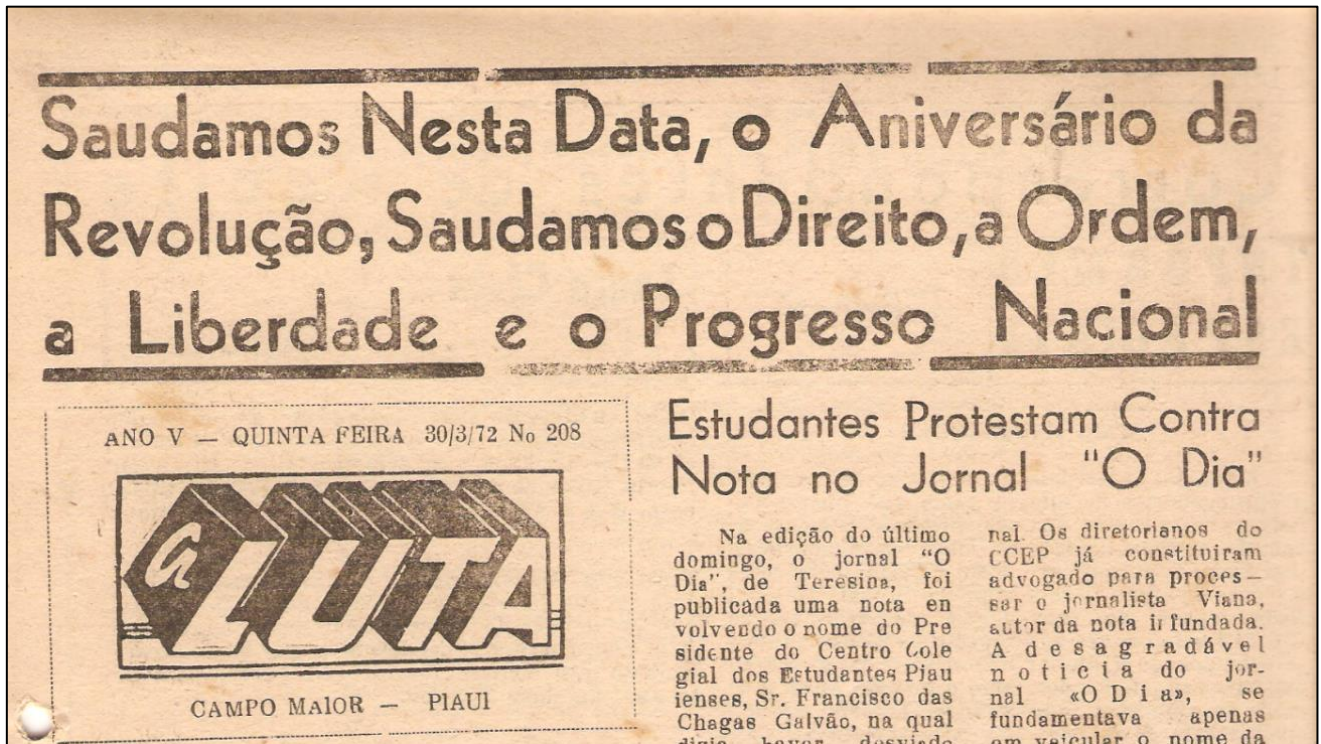 Saudamos Nesta Data, o Aniversário da
Revolução, Saudamos o Direito, a Ordem,
a Liberdade e o Progresso Nacional
ANO V — QUINTA FEIRA 30/3/72 No 208
a LUTA
CAMPO MAIOR — PIAUI
Estudantes Protestam Contra
Nota no Jornal "O Dia"
Na edição do último
domingo, o jornal "O
Dia", de Teresina, foi
publicada uma nota en
volvendo o nome do Pre
sidente do Centro Cole
gial dos Estudantes Piau
ienses, Sr. Francisco das
Chagas Galvão, na qual
dizia haver desviado
nal. Os diretorianos do
CCEP já constituiram
advogado para proces—
sar o jornalista Viana,
autor da nota infundada.
A desagradável
noticia do jor-
nal «O Dia», se
fundamentava apenas
em veicular o nome da